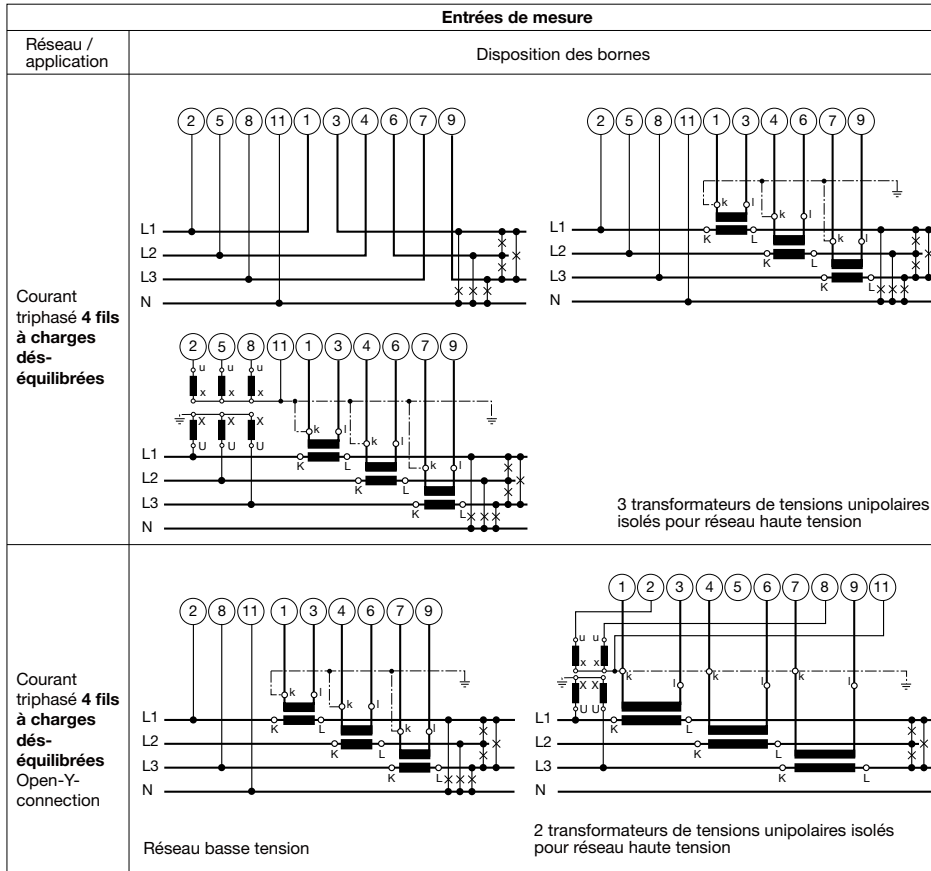 Entrées de mesure
Réseau /
application
Disposition des bornes
Courant
triphasé 4 fils
à charges
dés-
équilibrées
2 5 8 11 1 3 4 6 7 9
L1
L2
L3
N
2 5 8 11 1 3 4 6 7 9
k l
k l
k l
L1
K L
L2
K L
L3
K L
N
2 5 8 11 1 3 4 6 7 9
u u u
x x x
X X X
U U U
k l
k l
k l
L1
K L
L2
K L
L3
K L
N
3 transformateurs de tensions unipolaires
isolés pour réseau haute tension
Courant
triphasé 4 fils
à charges
dés-
équilibrées
Open-Y-
connection
2 8 11 1 3 4 6 7 9
k l
k l
k l
L1
K L
L2
K L
L3
K L
N
Réseau basse tension
1 2 3 4 5 6 7 8 9 11
u u
x x
X X
U U
k l k l k l
L1
K L
L2
K L
L3
K L
N
2 transformateurs de tensions unipolaires isolés
pour réseau haute tension